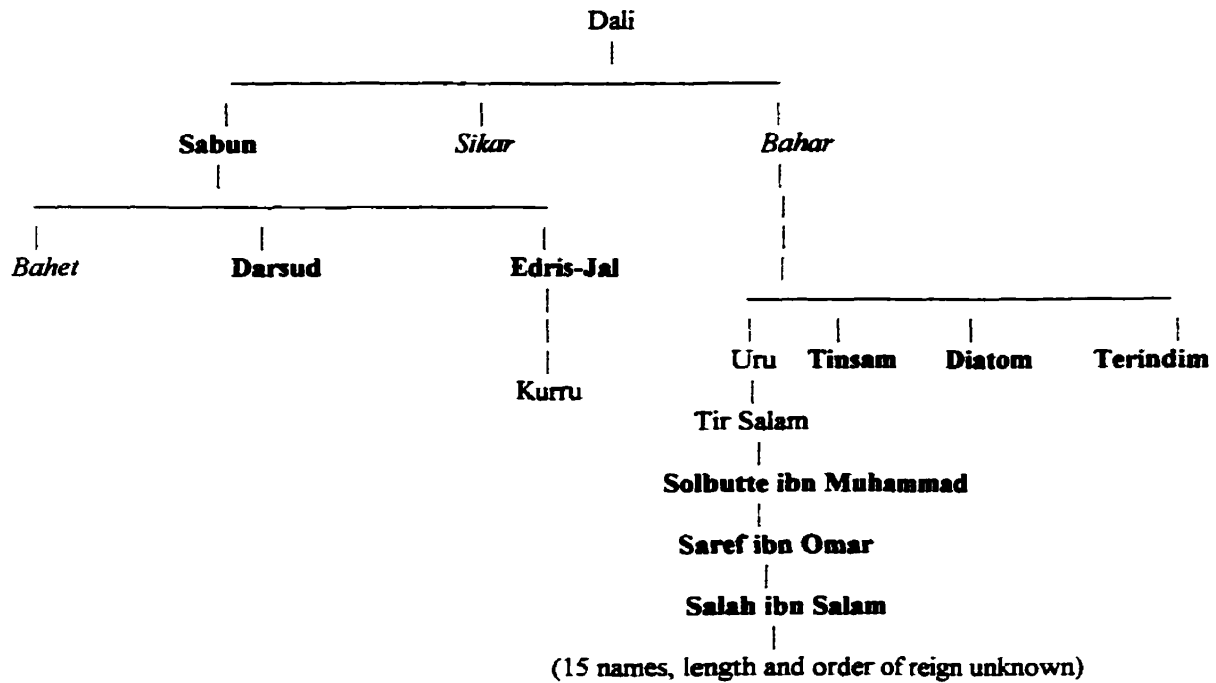 Dali
Sabun Sikar Bahar
Bahet Darsud Edris-Jal
Uru Tinsam Diatom Terindim
Kurru
Tir Salam
Solbutte ibn Muhammad
Saref ibn Omar
Salah ibn Salam
(15 names, length and order of reign unknown)